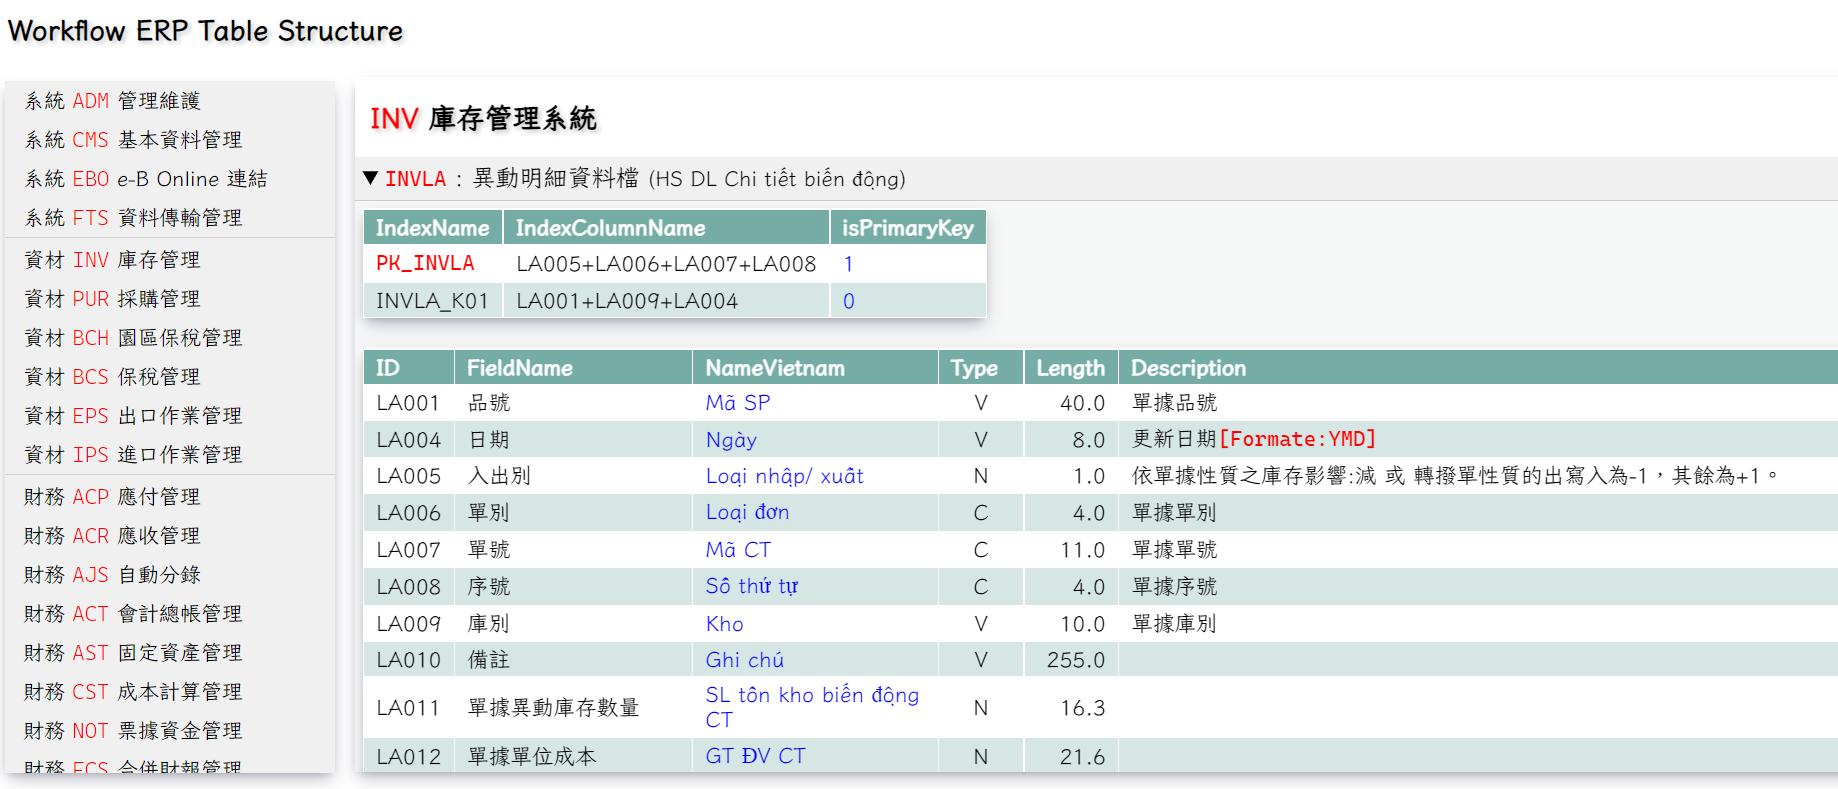 Workflow ERP Table Structure
系統 ADM 管理維護
系統 CMS 基本資料管理
系統 EBO e-B Online 連結
系統 FTS 資料傳輸管理
資材 INV 庫存管理
資材 PUR 採購管理
資材 BCH 園區保稅管理
資材 BCS 保稅管理
資材 EPS 出口作業管理
資材 IPS 進口作業管理
財務 ACP 應付管理
財務 ACR 應收管理
財務 AJS 自動分錄
財務 ACT 會計總帳管理
財務 AST 固定資產管理
財務 CST 成本計算管理
財務 NOT 票據資金管理
財務 FCS 合併財報管理
INV 庫存管理系統
▼ INVLA : 異動明細資料檔 (HS DL Chi tiết biến động)
IndexName IndexColumnName isPrimaryKey
PK_INVLA LA005+LA006+LA007+LA008 1
INVLA_K01 LA001+LA009+LA004 0
ID FieldName NameVietnam Type Length Description
LA001 品號 Mã SP V 40.0 單據品號
LA004 日期 Ngày V 8.0 更新日期[Formate:YMD]
LA005 入出別 Loại nhập/ xuất N 1.0 依單據性質之庫存影響:減 或 轉撥單性質的出寫入為-1，其餘為+1。
LA006 單別 Loại đơn C 4.0 單據單別
LA007 單號 Mã CT C 11.0 單據單號
LA008 序號 Số thứ tự C 4.0 單據序號
LA009 庫別 Kho V 10.0 單據庫別
LA010 備註 Ghi chú V 255.0
LA011 單據異動庫存數量 SL tồn kho biến động CT N 16.3
LA012 單據單位成本 GT ĐV CT N 21.6